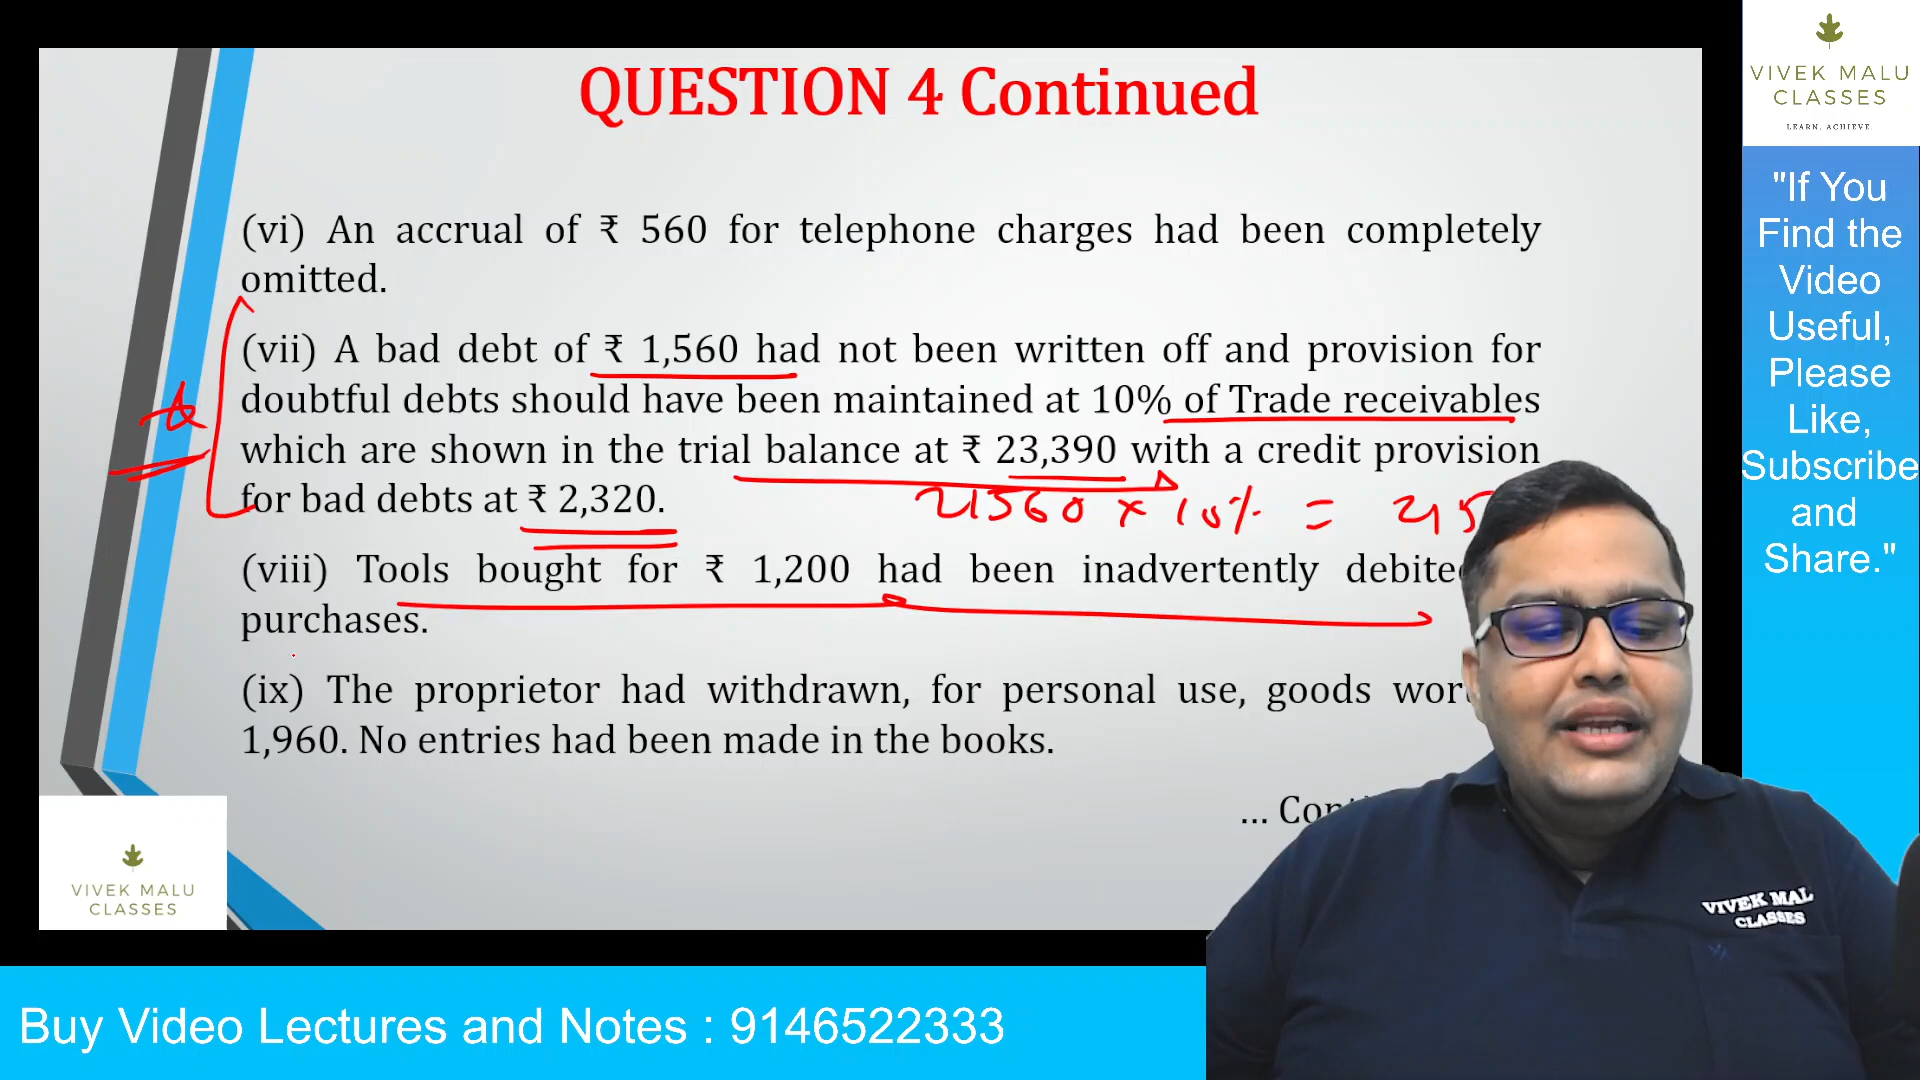 QUESTION 4 Continued
(vi) An accrual of ₹ 560 for telephone charges had been completely
omitted.
(vii) A bad debt of ₹ 1,560 had not been written off and provision for
doubtful debts should have been maintained at 10% of Trade receivables
which are shown in the trial balance at ₹ 23,390 with a credit provision
for bad debts at ₹ 2,320.
21560 x 10% =
(viii) Tools bought for ₹ 1,200 had been inadvertently
purchases.
(ix) The proprietor had withdrawn, for personal use, goods
1,960. No entries had been made in the books.
...
VIVEK MALU
CLASSES
VIVEK MALU
CLASSES
LEARN. ACHIEVE.
"If You
Find the
Video
Useful,
Please
Like,
Subscribe
and
Share."
VIVEK
CLASSES
Buy Video Lectures and Notes : 9146522333